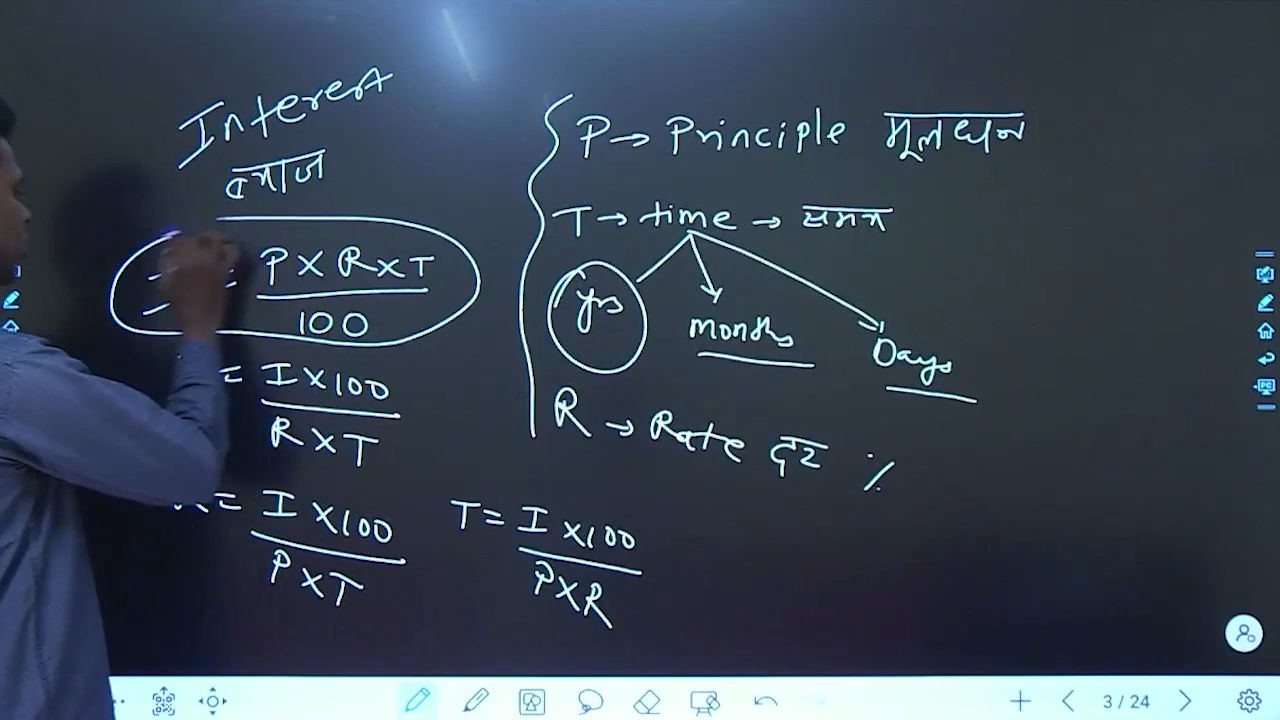 Interest
ब्याज
P X R X T
100
= I X 100
R X T
= I X 100
P X T
T = I X 100
P X R
P → Principle मूलधन
T → time → समय
yrs
months
Days
R → Rate दर %
3 / 24